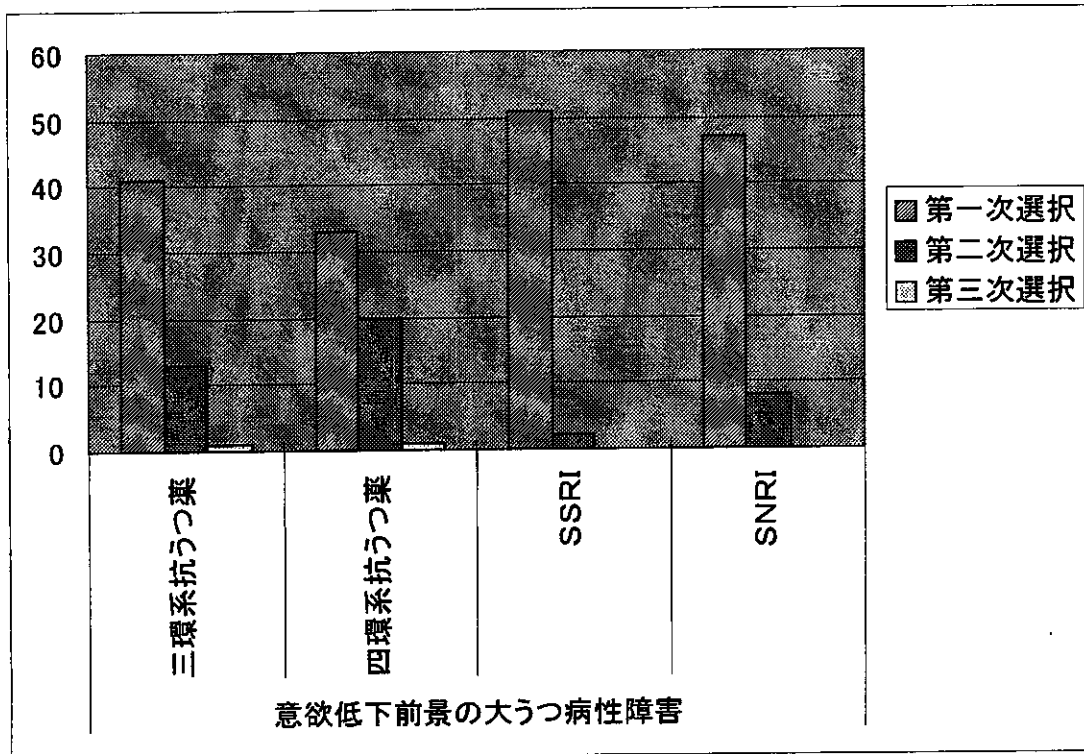 60
50
40
30
20
10
0
第一次選択
第二次選択
第三次選択
三環系抗うつ薬
四環系抗うつ薬
SSRI
SNRI
意欲低下前景の大うつ病性障害